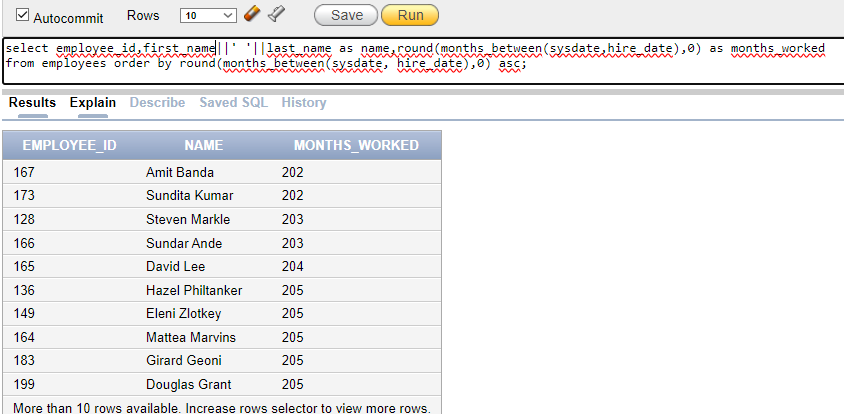 Autocommit Rows 10 Save Run
select employee_id,first_name||' '||last_name as name,round(months_between(sysdate,hire_date),0) as months_worked
from employees order by round(months_between(sysdate, hire_date),0) asc;
Results Explain Describe Saved SQL History
EMPLOYEE_ID NAME MONTHS_WORKED
167 Amit Banda 202
173 Sundita Kumar 202
128 Steven Markle 203
166 Sundar Ande 203
165 David Lee 204
136 Hazel Philtanker 205
149 Eleni Zlotkey 205
164 Mattea Marvins 205
183 Girard Geoni 205
199 Douglas Grant 205
More than 10 rows available. Increase rows selector to view more rows.